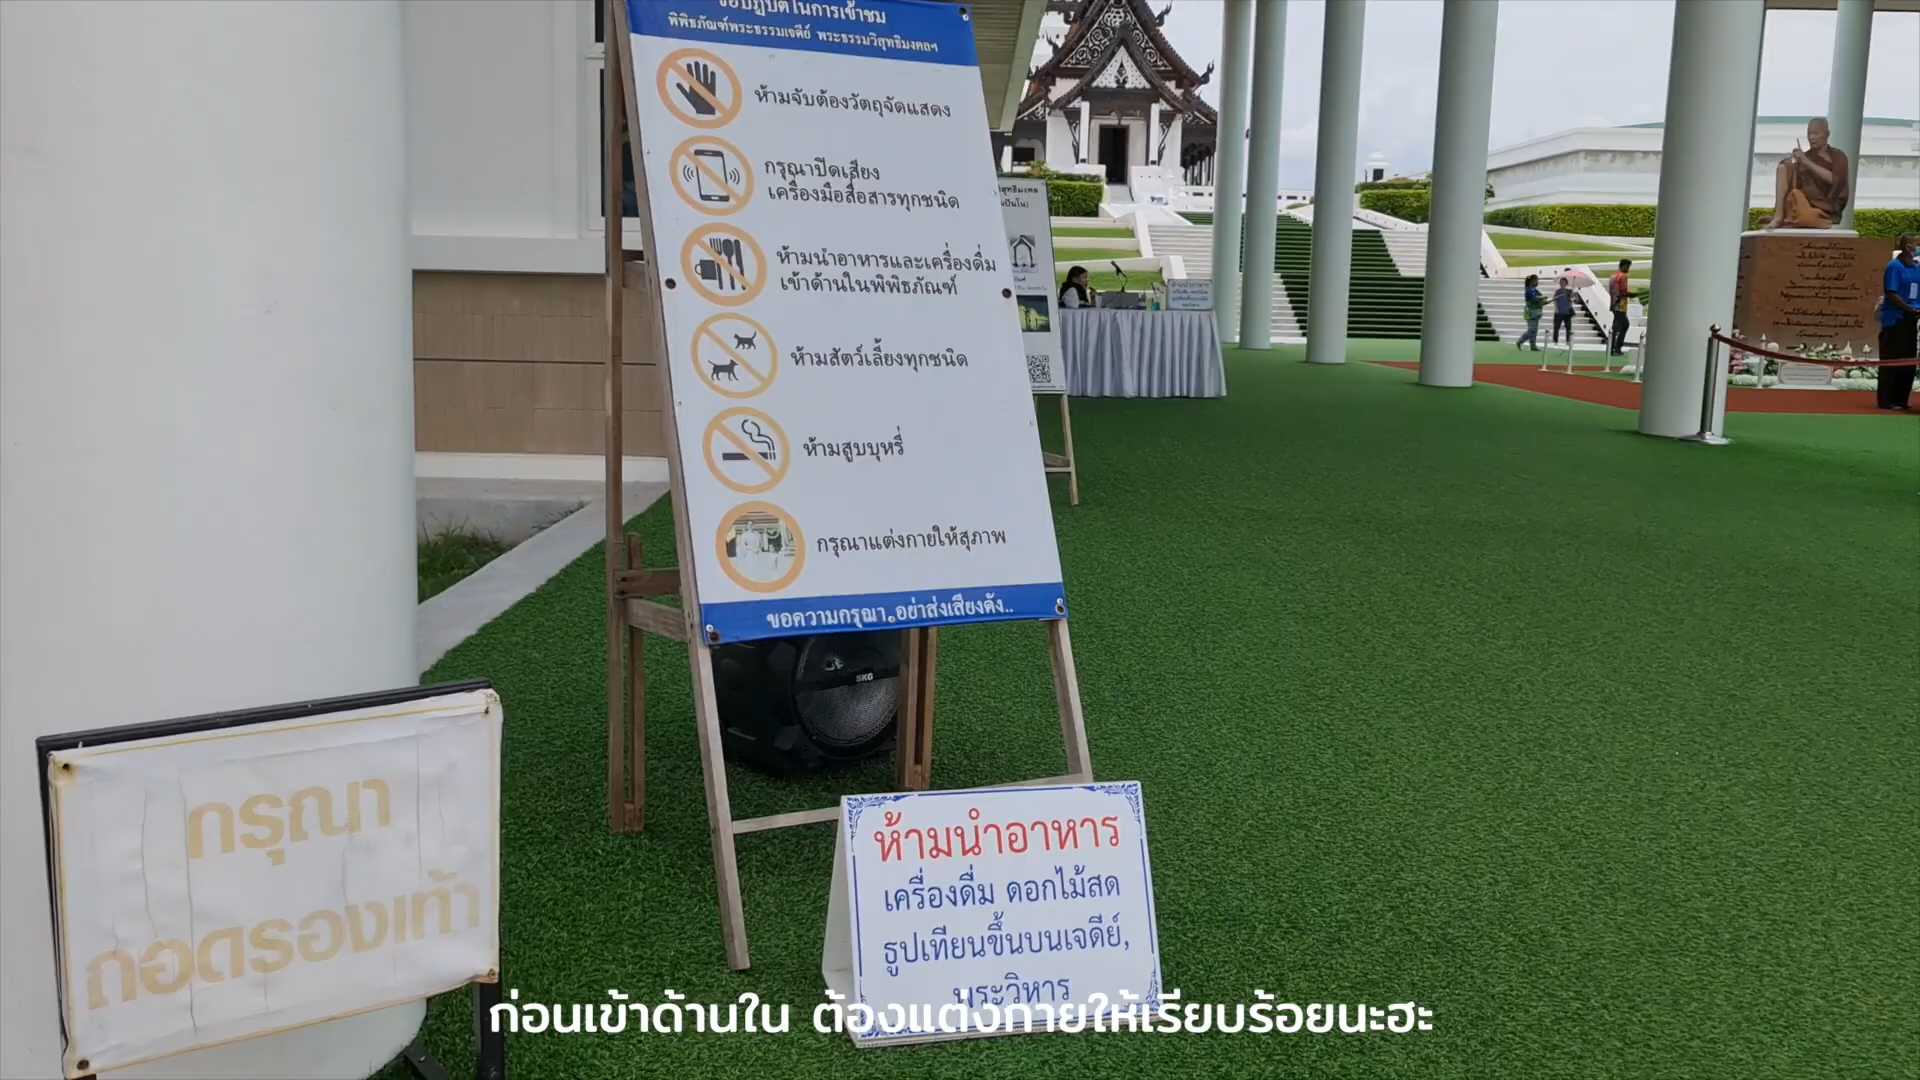 ข้อปฏิบัติในการเข้าชม
พิพิธภัณฑ์พระธรรมเจดีย์ พระธรรมวิสุทธิมงคลฯ
ห้ามจับต้องวัตถุจัดแสดง
กรุณาปิดเสียง
เครื่องมือสื่อสารทุกชนิด
ห้ามนำอาหารและเครื่องดื่ม
เข้าด้านในพิพิธภัณฑ์
ห้ามสัตว์เลี้ยงทุกชนิด
ห้ามสูบบุหรี่
กรุณาแต่งกายให้สุภาพ
ขอความกรุณา.อย่าส่งเสียงดัง..
SKG
กรุณา
ถอดรองเท้า
ห้ามนำอาหาร
เครื่องดื่ม ดอกไม้สด
ธูปเทียนขึ้นบนเจดีย์,
พระวิหาร
ก่อนเข้าด้านใน ต้องแต่งกายให้เรียบร้อยนะฮะ